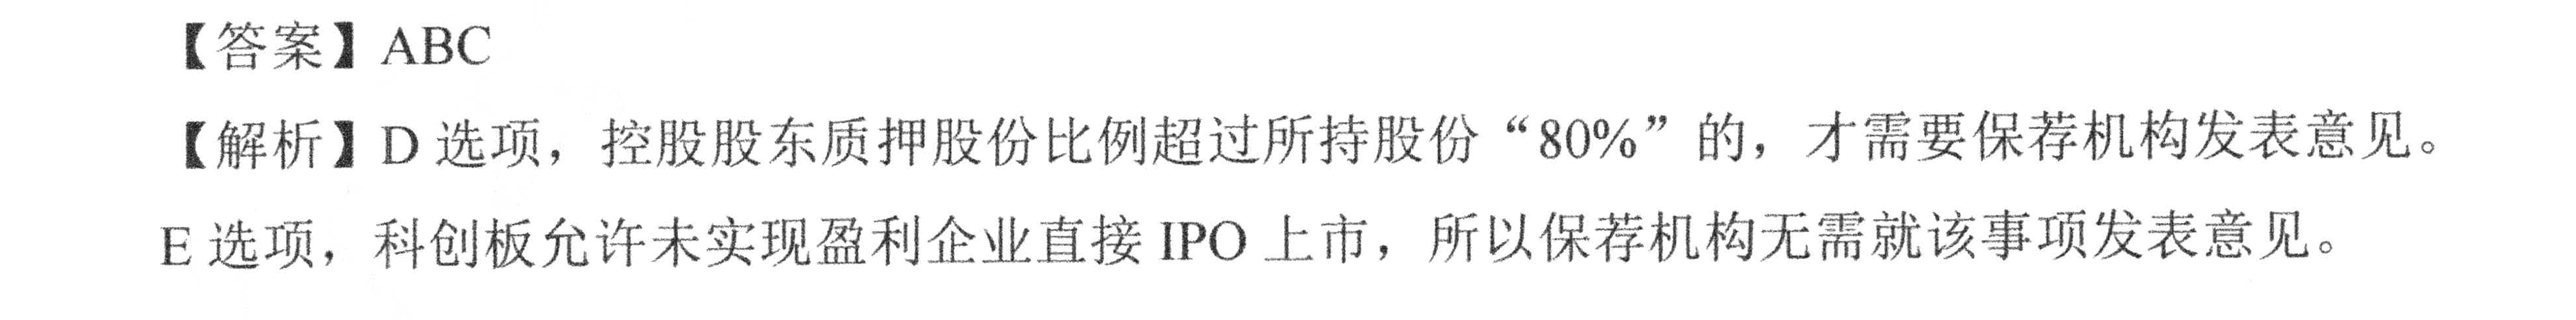 【答案】ABC
【解析】D 选项，控股股东质押股份比例超过所持股份“80%”的，才需要保荐机构发表意见。
E 选项，科创板允许未实现盈利企业直接 IPO 上市，所以保荐机构无需就该事项发表意见。